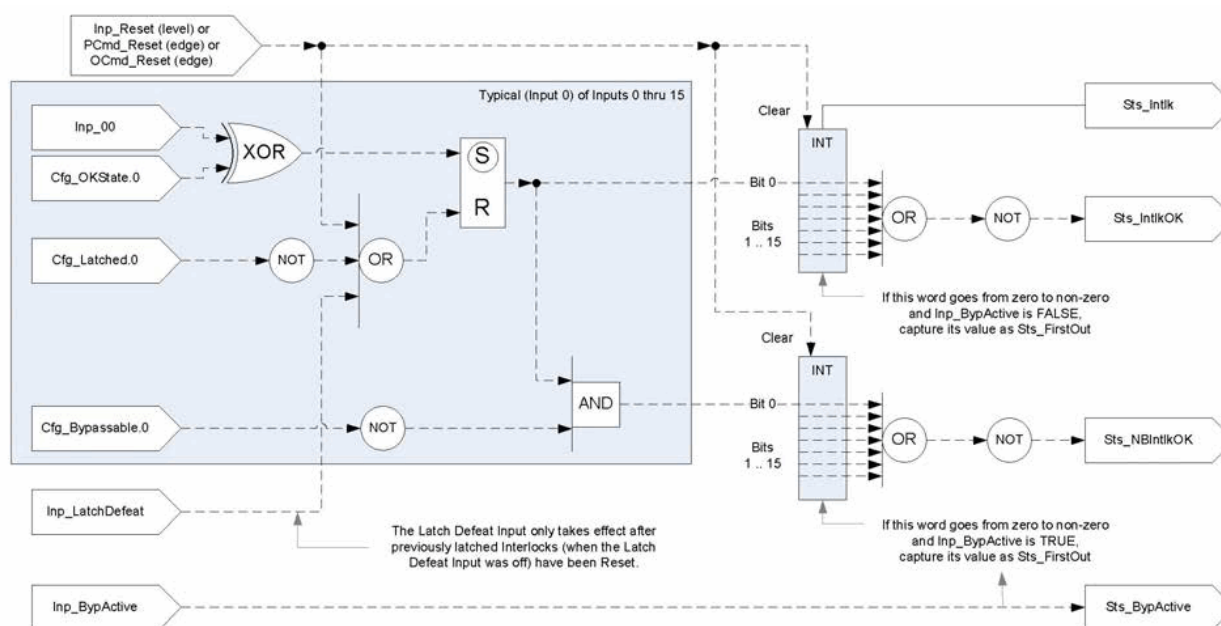 Inp_Reset (level) or
PCmd_Reset (edge) or
OCmd_Reset (edge)
Typical (Input 0) of Inputs 0 thru 15
Inp_00
XOR
Cfg_OKState.0
S
R
Cfg_Latched.0
NOT
OR
Cfg_Bypassable.0
NOT
AND
Inp_LatchDefeat
The Latch Defeat Input only takes effect after
previously latched Interlocks (when the Latch
Defeat Input was off) have been Reset.
Inp_BypActive
Clear
INT
Bit 0
Bits
1 .. 15
OR
NOT
Sts_Intlk
Sts_IntlkOK
If this word goes from zero to non-zero
and Inp_BypActive is FALSE,
capture its value as Sts_FirstOut
Clear
INT
Bit 0
Bits
1 .. 15
OR
NOT
Sts_NBIntlkOK
If this word goes from zero to non-zero
and Inp_BypActive is TRUE,
capture its value as Sts_FirstOut
Sts_BypActive